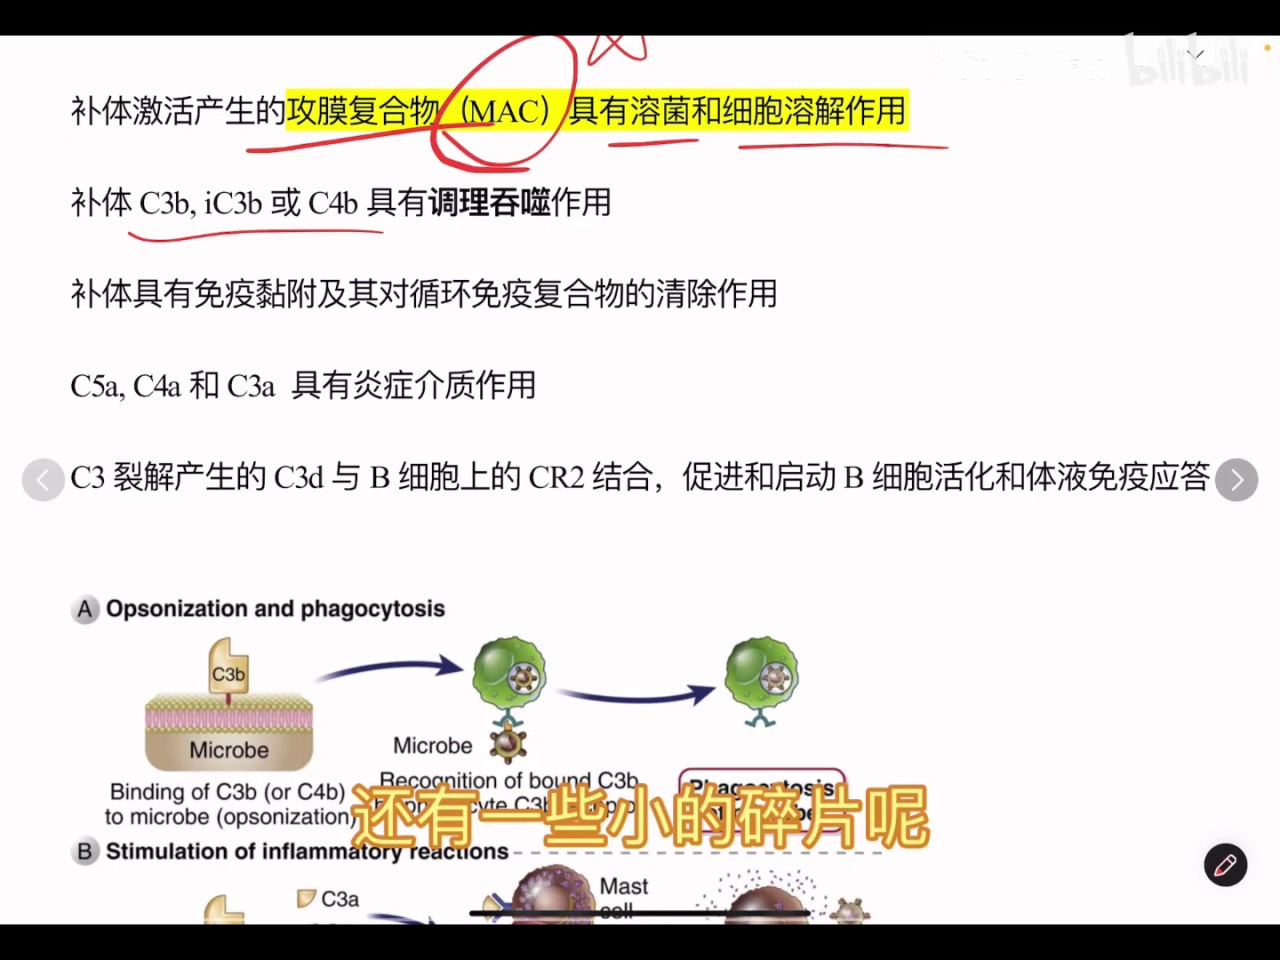 bilibili
补体激活产生的攻膜复合物（MAC）具有溶菌和细胞溶解作用
补体 C3b, iC3b 或 C4b 具有调理吞噬作用
补体具有免疫黏附及其对循环免疫复合物的清除作用
C5a, C4a 和 C3a 具有炎症介质作用
C3 裂解产生的 C3d 与 B 细胞上的 CR2 结合，促进和启动 B 细胞活化和体液免疫应答
A Opsonization and phagocytosis
C3b
Microbe
Binding of C3b (or C4b)
to microbe (opsonization)
Microbe
Recognition of bound C3b
Phagocytosis
还有一些小的碎片呢
B Stimulation of inflammatory reactions
C3a
Mast
cell